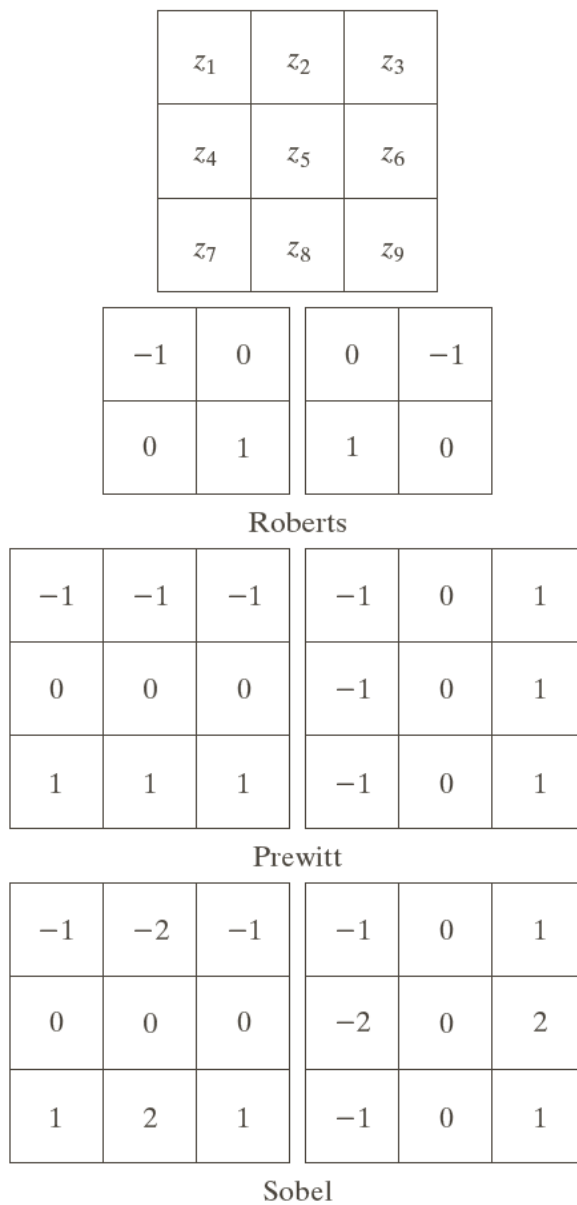 z₁ z₂ z₃
z₄ z₅ z₆
z₇ z₈ z₉
−1 0 0 −1
0 1 1 0
Roberts
−1 −1 −1 −1 0 1
0 0 0 −1 0 1
1 1 1 −1 0 1
Prewitt
−1 −2 −1 −1 0 1
0 0 0 −2 0 2
1 2 1 −1 0 1
Sobel